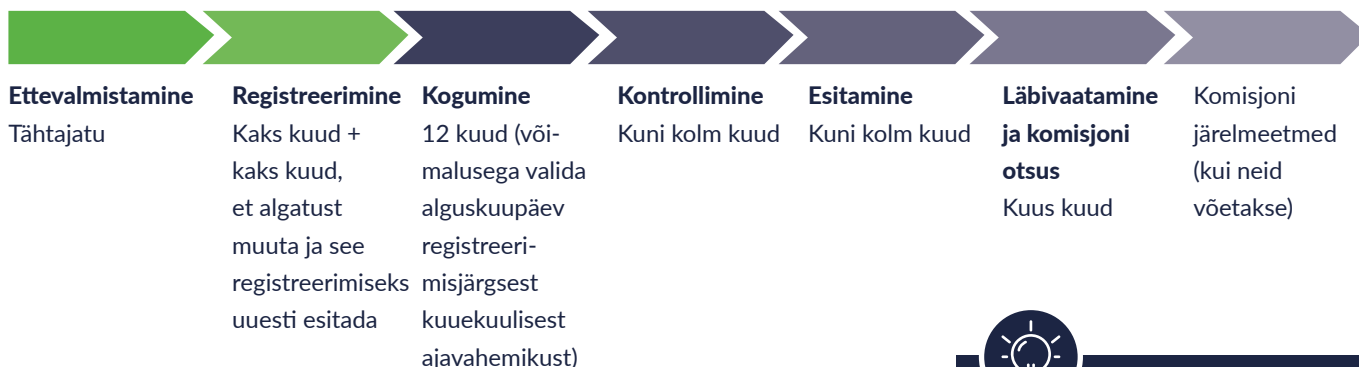 Ettevalmistamine
Tähtajatu
Registreerimine
Kaks kuud +
kaks kuud,
et algatust
muuta ja see
registreerimiseks
uuesti esitada
Kogumine
12 kuud (või-
malusega valida
alguskuupäev
registreeri-
misjärgsest
kuuekuulisest
ajavahemikust)
Kontrollimine
Kuni kolm kuud
Esitamine
Kuni kolm kuud
Läbivaatamine
ja komisjoni
otsus
Kuus kuud
Komisjoni
järelmeetmed
(kui neid
võetakse)